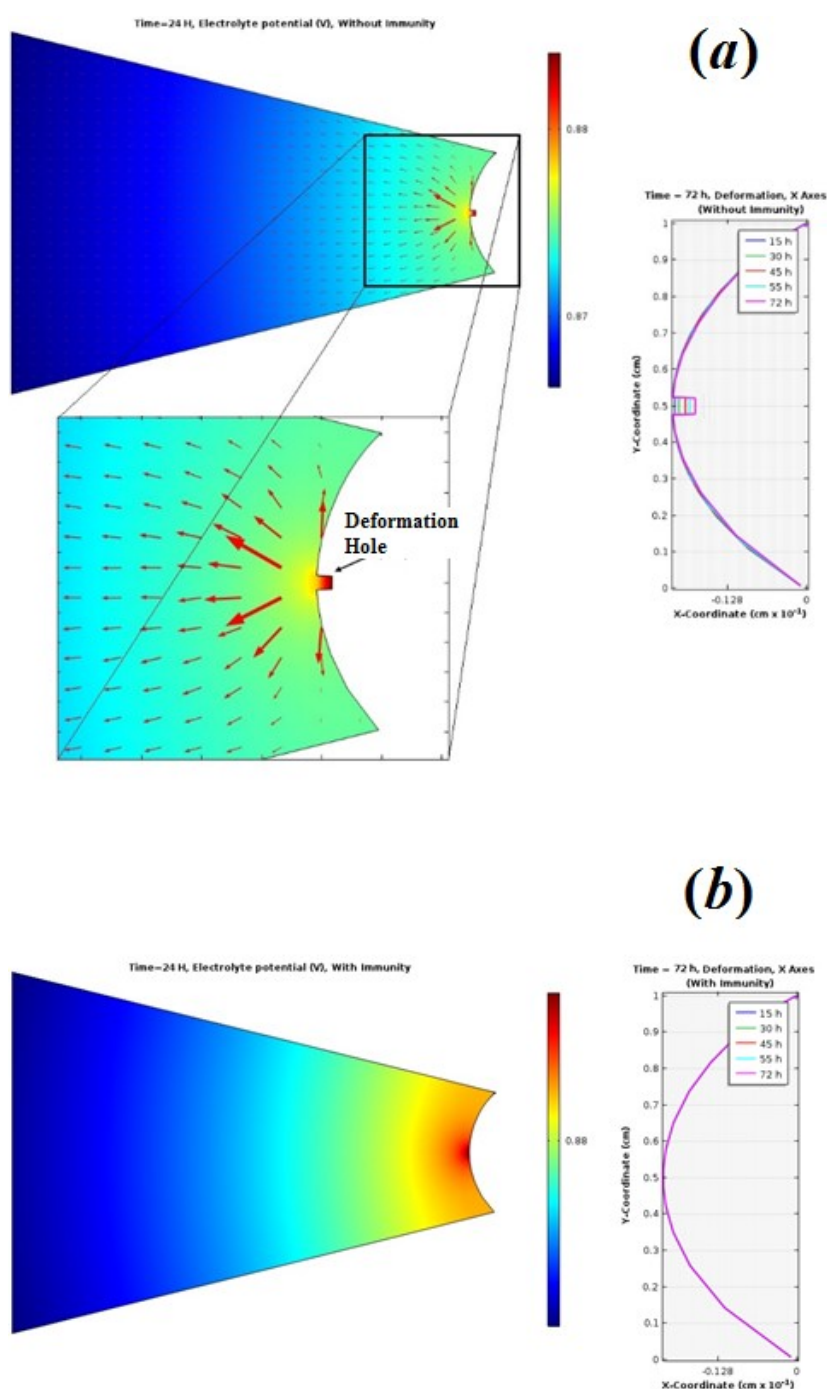 Time=24 H, Electrolyte potential (V), Without Immunity
(a)
0.88
0.87
Deformation
Hole
Time = 72 h, Deformation, X Axes
(Without Immunity)
15 h
30 h
45 h
55 h
72 h
1
0.9
0.8
0.7
0.6
0.5
0.4
0.3
0.2
0.1
0
Y-Coordinate (cm)
-0.128
0
X-Coordinate (cm x 10⁻¹)
(b)
Time=24 H, Electrolyte potential (V), With Immunity
0.88
Time = 72 h, Deformation, X Axes
(With Immunity)
15 h
30 h
45 h
55 h
72 h
1
0.9
0.8
0.7
0.6
0.5
0.4
0.3
0.2
0.1
0
Y-Coordinate (cm)
-0.128
0
X-Coordinate (cm x 10⁻¹)